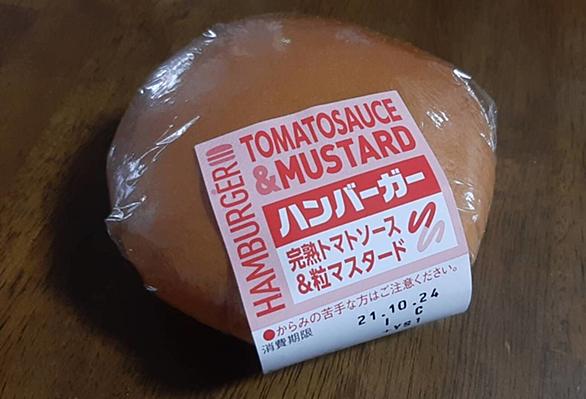 HAMBURGER
TOMATOSAUCE
&MUSTARD
ハンバーガー
完熟トマトソース
&粒マスタード
●からみの苦手な方はご注意ください。
消費期限
21.10.24
I C